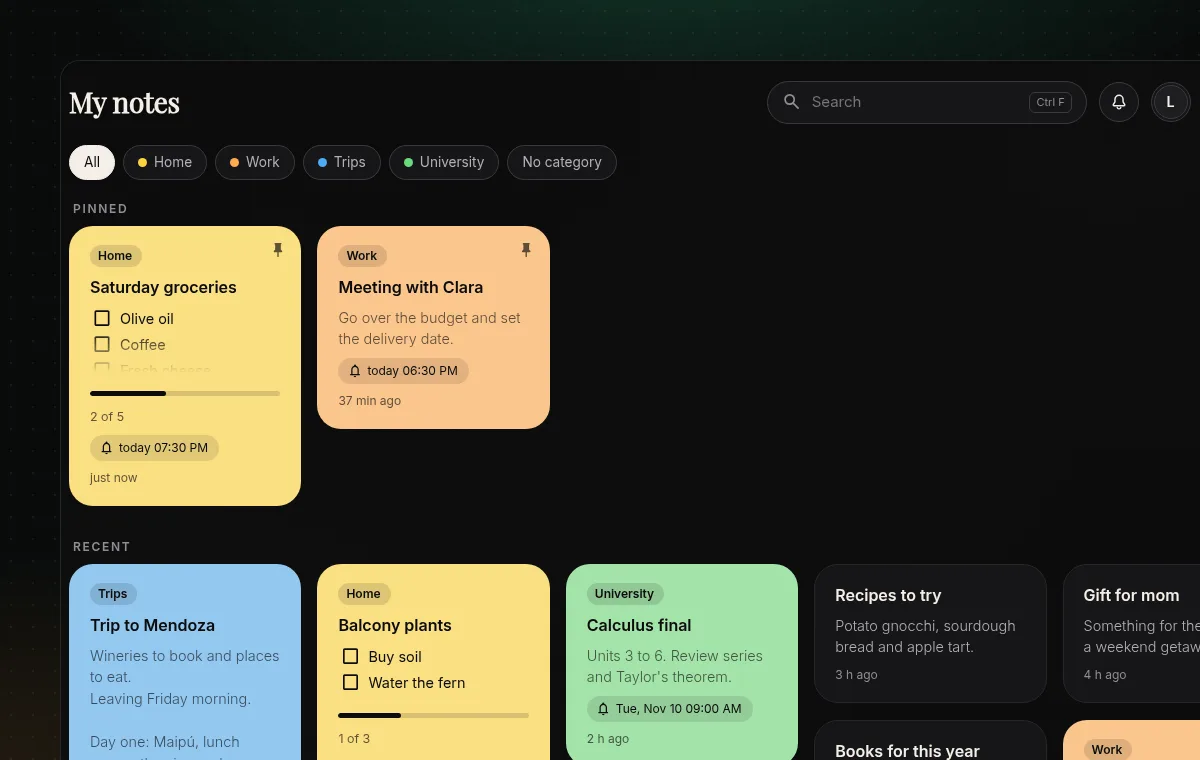 My notes
Search
Ctrl F
L
All
Home
Work
Trips
University
No category
PINNED
Home
Saturday groceries
Olive oil
Coffee
Fresh cheese
2 of 5
today 07:30 PM
just now
Work
Meeting with Clara
Go over the budget and set
the delivery date.
today 06:30 PM
37 min ago
RECENT
Trips
Trip to Mendoza
Wineries to book and places
to eat.
Leaving Friday morning.
Day one: Maipú, lunch
Home
Balcony plants
Buy soil
Water the fern
1 of 3
University
Calculus final
Units 3 to 6. Review series
and Taylor's theorem.
Tue, Nov 10 09:00 AM
2 h ago
Recipes to try
Potato gnocchi, sourdough
bread and apple tart.
3 h ago
Books for this year
Gift for mom
Something for the
a weekend getaw
4 h ago
Work